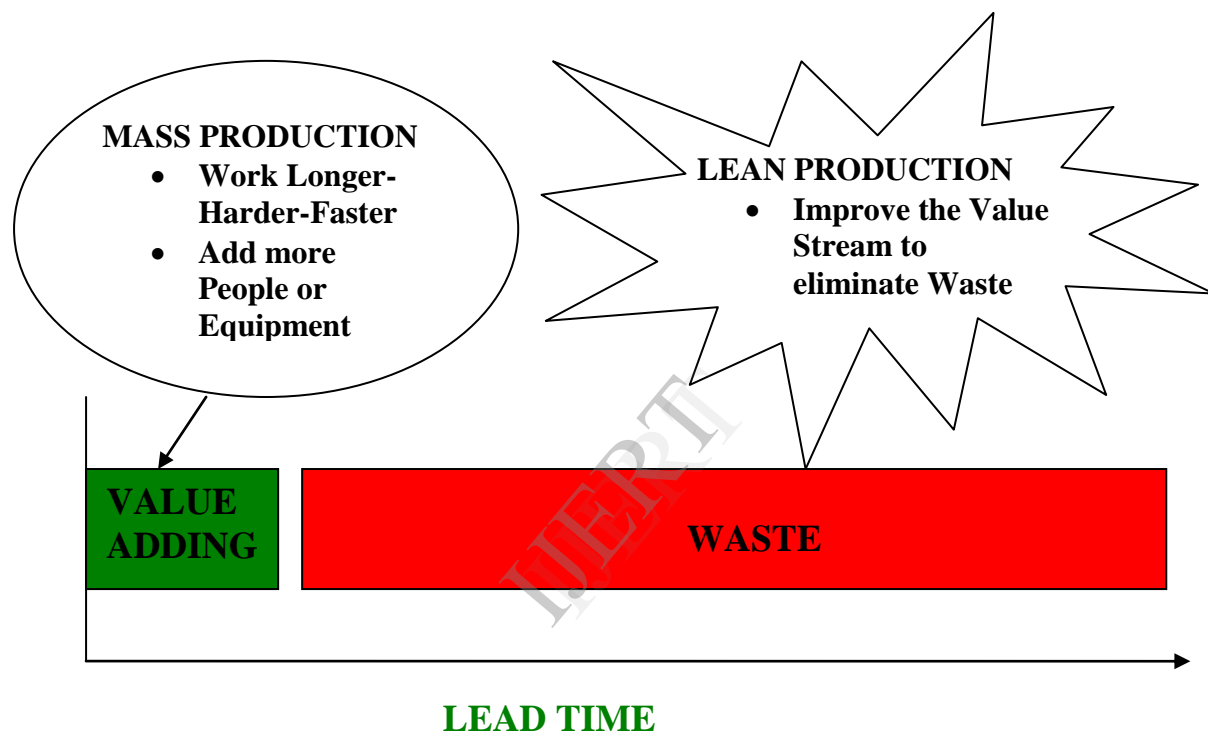 MASS PRODUCTION
• Work Longer-
Harder-Faster
• Add more
People or
Equipment
LEAN PRODUCTION
• Improve the Value
Stream to
eliminate Waste
VALUE
ADDING
WASTE
IJERT
LEAD TIME